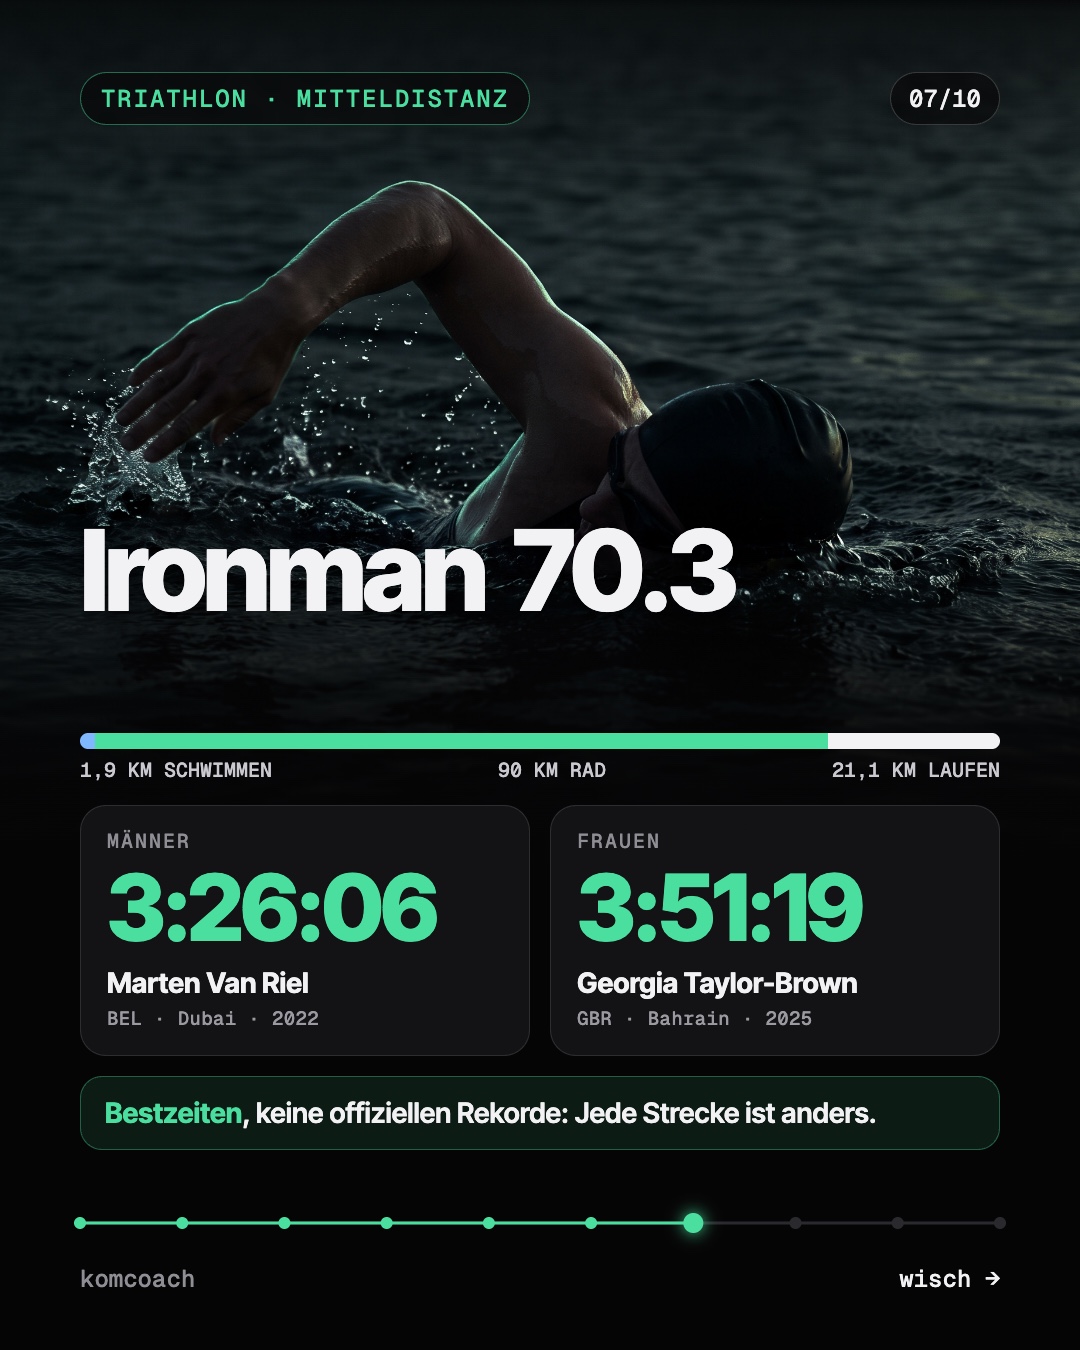 TRIATHLON · MITTELDISTANZ
07/10
Ironman 70.3
1,9 KM SCHWIMMEN
90 KM RAD
21,1 KM LAUFEN
MÄNNER
3:26:06
Marten Van Riel
BEL · Dubai · 2022
FRAUEN
3:51:19
Georgia Taylor-Brown
GBR · Bahrain · 2025
Bestzeiten, keine offiziellen Rekorde: Jede Strecke ist anders.
komcoach
wisch →